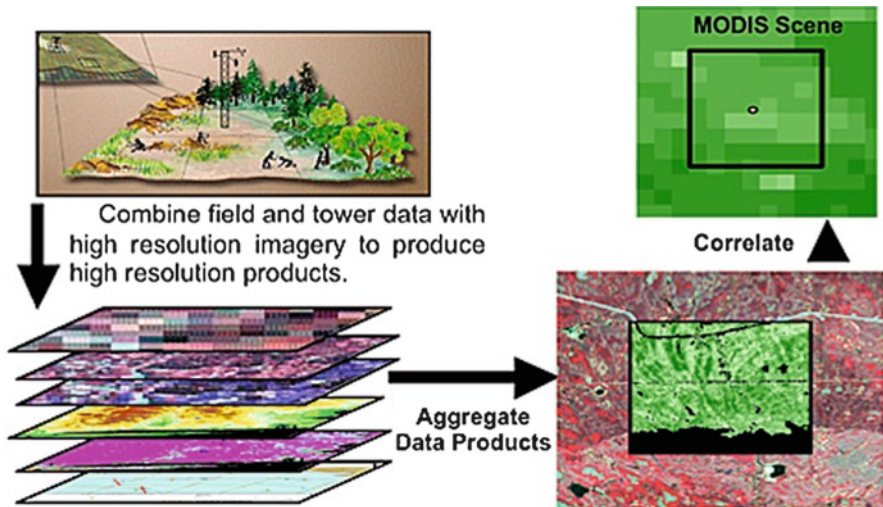 MODIS Scene
Combine field and tower data with
high resolution imagery to produce
high resolution products.
Correlate
Aggregate
Data Products